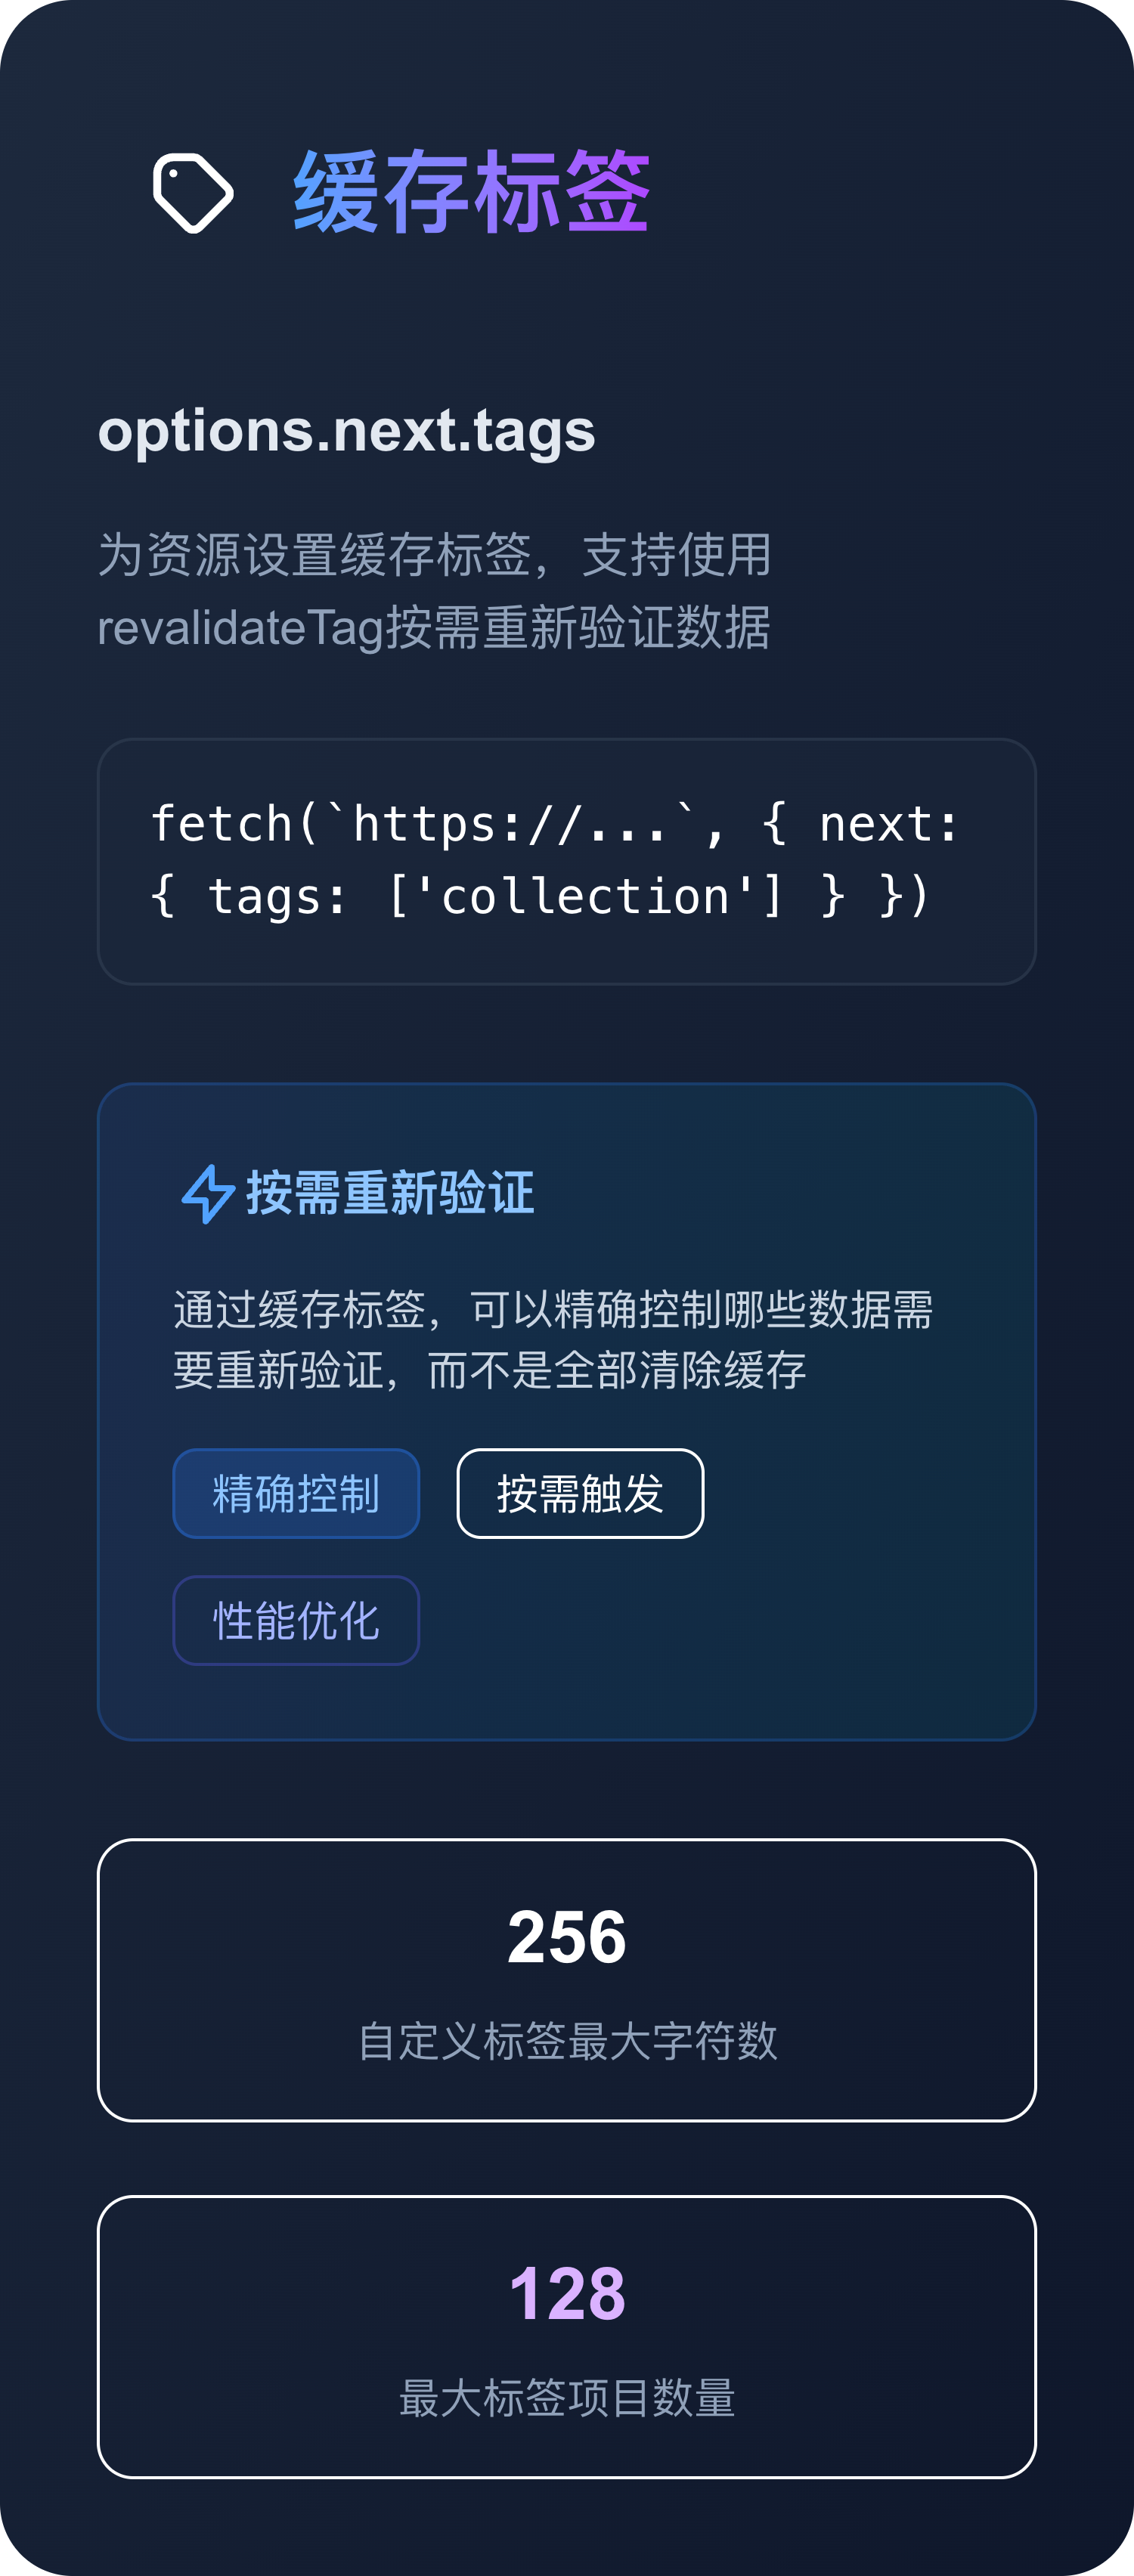 缓存标签
options.next.tags
为资源设置缓存标签，支持使用
revalidateTag按需重新验证数据
fetch(`https://...`, { next:
{ tags: ['collection'] } })
按需重新验证
通过缓存标签，可以精确控制哪些数据需
要重新验证，而不是全部清除缓存
精确控制 按需触发
性能优化
256
自定义标签最大字符数
128
最大标签项目数量